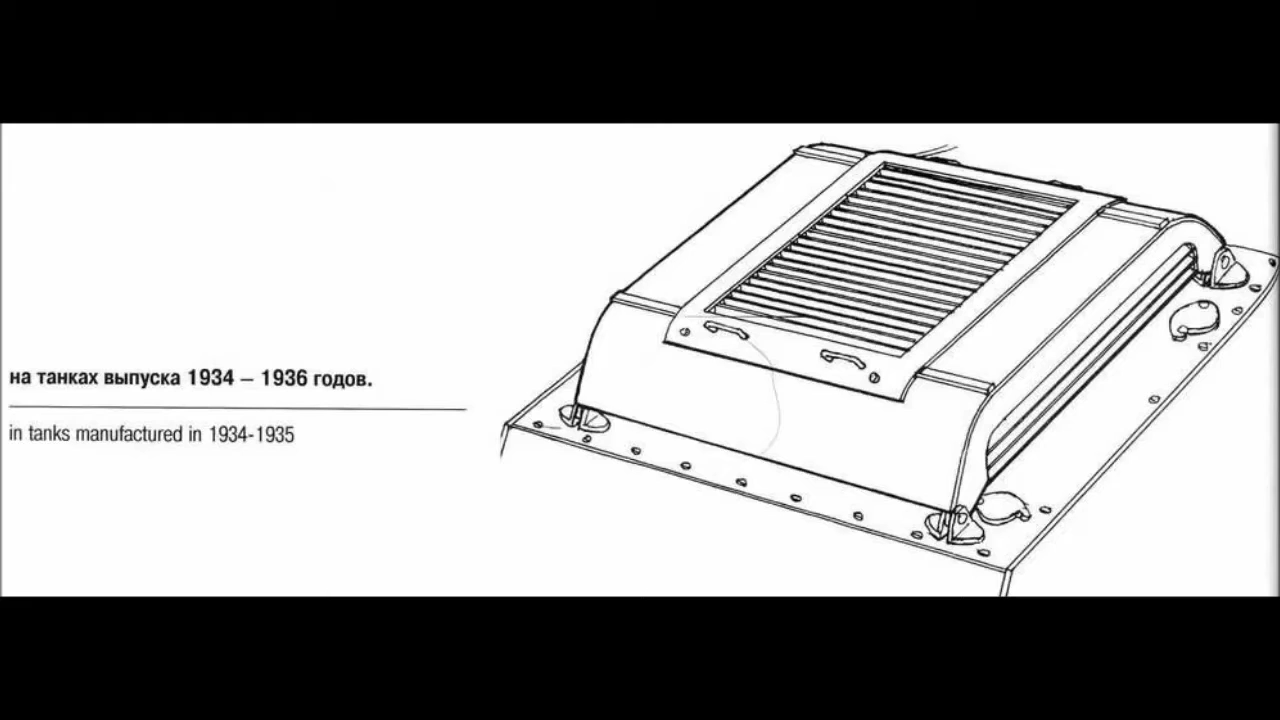 на танках выпуска 1934 – 1936 годов.
in tanks manufactured in 1934-1935